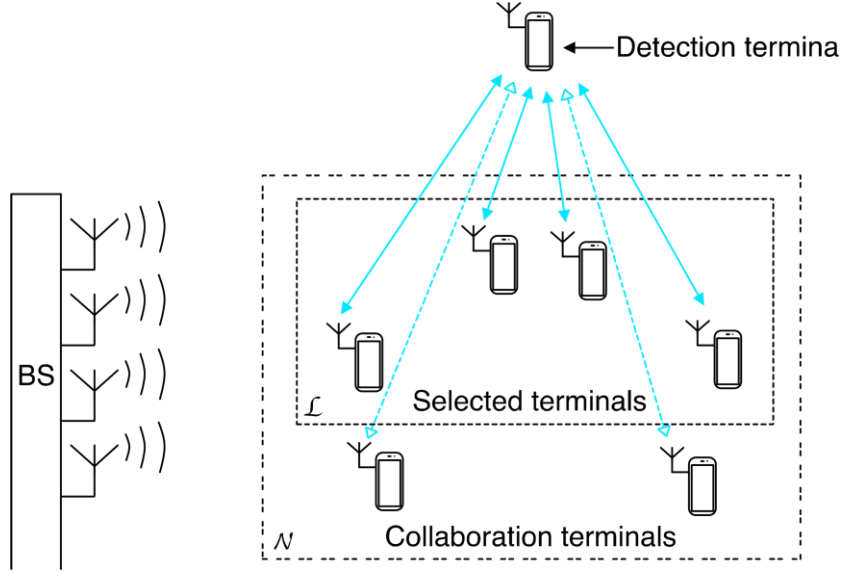 Detection termina
BS
ℒ
Selected terminals
𝒩
Collaboration terminals